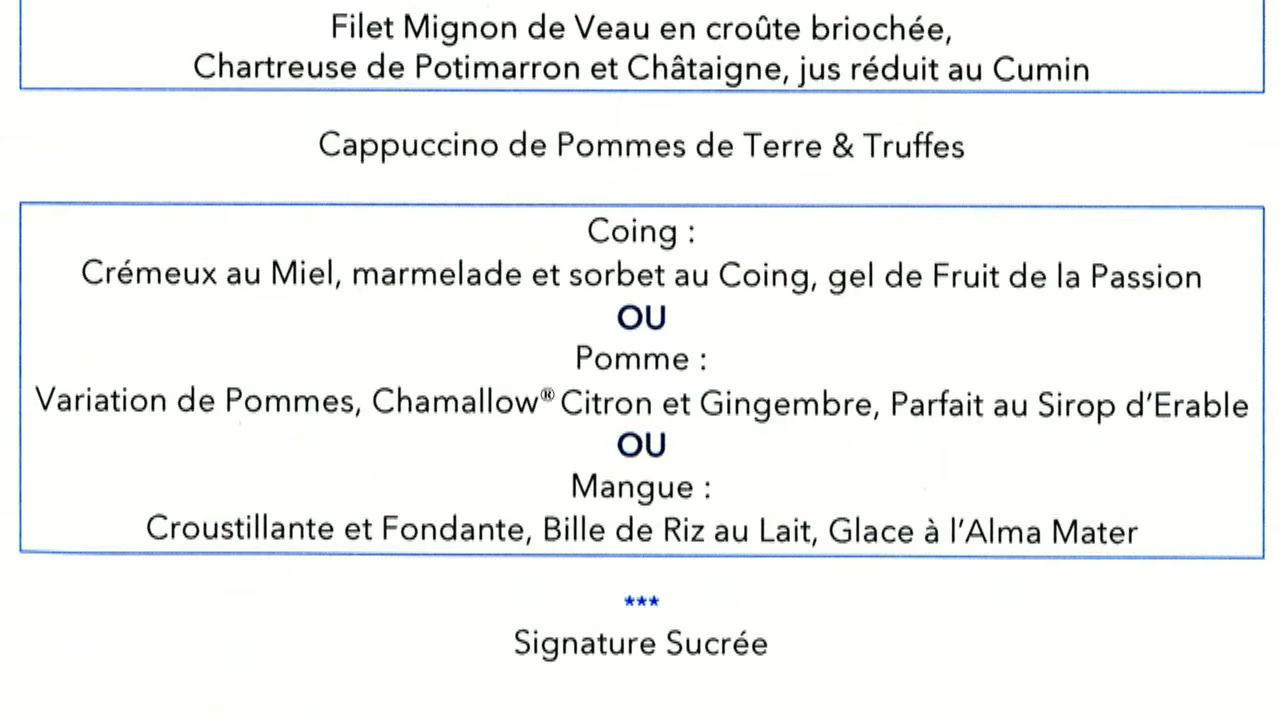 Filet Mignon de Veau en croûte briochée,
Chartreuse de Potimarron et Châtaigne, jus réduit au Cumin
Cappuccino de Pommes de Terre & Truffes
Coing :
Crémeux au Miel, marmelade et sorbet au Coing, gel de Fruit de la Passion
OU
Pomme :
Variation de Pommes, Chamallow® Citron et Gingembre, Parfait au Sirop d'Erable
OU
Mangue :
Croustillante et Fondante, Bille de Riz au Lait, Glace à l'Alma Mater
***
Signature Sucrée